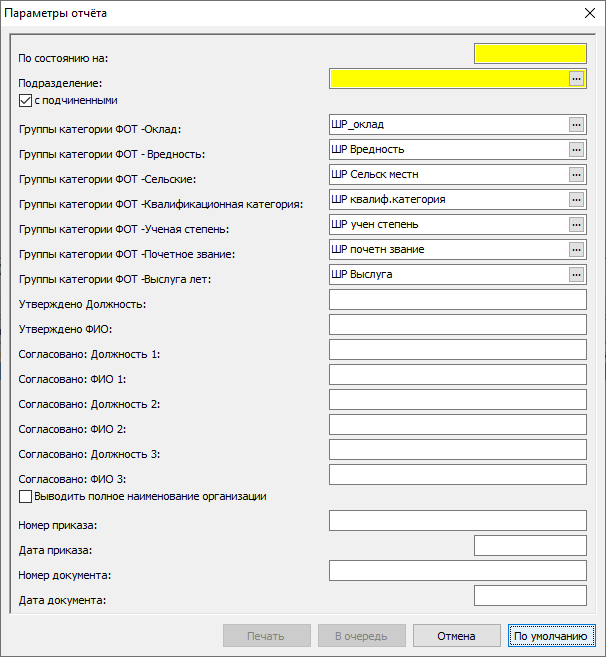 Параметры отчёта
По состоянию на:
Подразделение: ...
с подчиненными
Группы категории ФОТ -Оклад: ШР_оклад ...
Группы категории ФОТ - Вредность: ШР Вредность ...
Группы категории ФОТ -Сельские: ШР Сельск местн ...
Группы категории ФОТ -Квалификационная категория: ШР квалиф.категория ...
Группы категории ФОТ -Ученая степень: ШР учен степень ...
Группы категории ФОТ -Почетное звание: ШР почетн звание ...
Группы категории ФОТ -Выслуга лет: ШР Выслуга ...
Утверждено Должность:
Утверждено ФИО:
Согласовано: Должность 1:
Согласовано: ФИО 1:
Согласовано: Должность 2:
Согласовано: ФИО 2:
Согласовано: Должность 3:
Согласовано: ФИО 3:
Выводить полное наименование организации
Номер приказа:
Дата приказа:
Номер документа:
Дата документа:
Печать В очередь Отмена По умолчанию